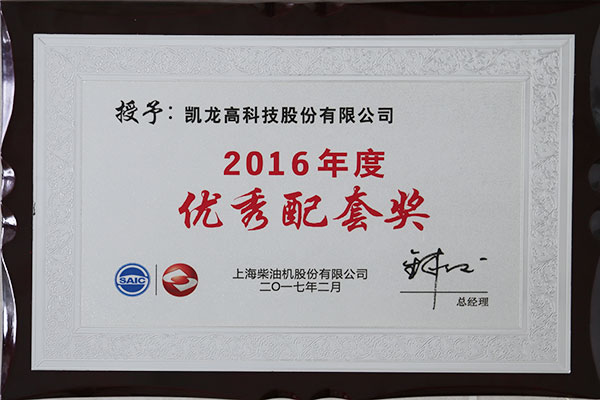 授予：凯龙高科技股份有限公司
2016年度
优秀配套奖
SAIC
上海柴油机股份有限公司
二〇一七年二月
总经理